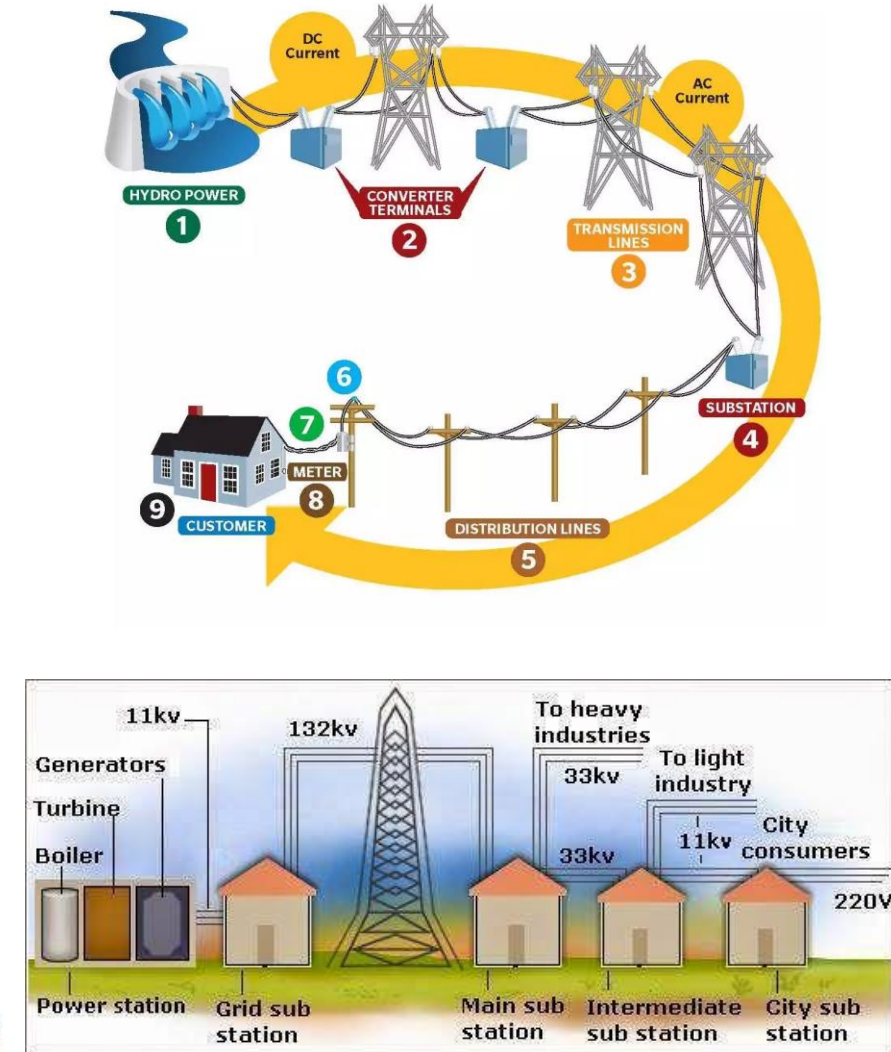 DC
Current
AC
Current
HYDRO POWER
1
CONVERTER
TERMINALS
2
TRANSMISSION
LINES
3
6
7
SUBSTATION
4
METER
8
9
CUSTOMER
DISTRIBUTION LINES
5
11kv
132kv
To heavy
industries
33kv
To light
industry
Generators
Turbine
Boiler
33kv
11kv
City
consumers
220V
Power station
Grid sub
station
Main sub
station
Intermediate
sub station
City sub
station